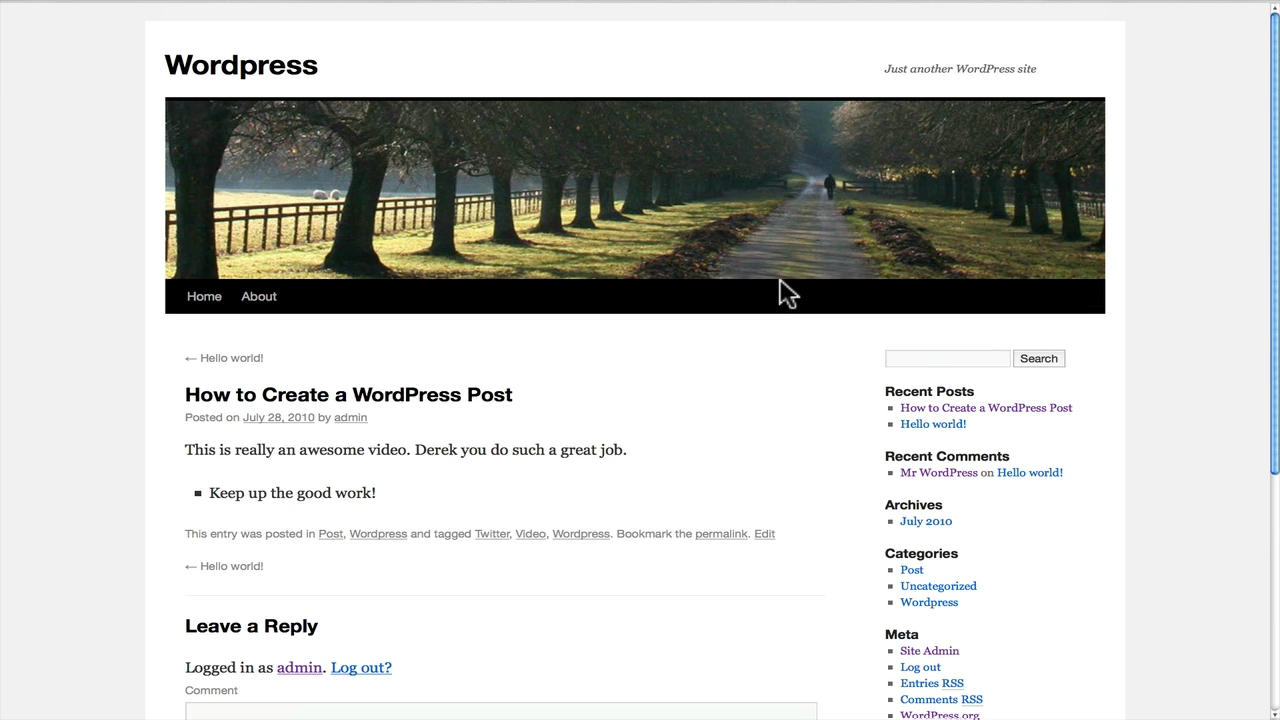 Wordpress
Just another WordPress site
Home About
← Hello world!
How to Create a WordPress Post
Posted on July 28, 2010 by admin
This is really an awesome video. Derek you do such a great job.
Keep up the good work!
This entry was posted in Post, Wordpress and tagged Twitter, Video, Wordpress. Bookmark the permalink. Edit
← Hello world!
Leave a Reply
Logged in as admin. Log out?
Comment
Search
Recent Posts
How to Create a WordPress Post
Hello world!
Recent Comments
Mr WordPress on Hello world!
Archives
July 2010
Categories
Post
Uncategorized
Wordpress
Meta
Site Admin
Log out
Entries RSS
Comments RSS
WordPress.org